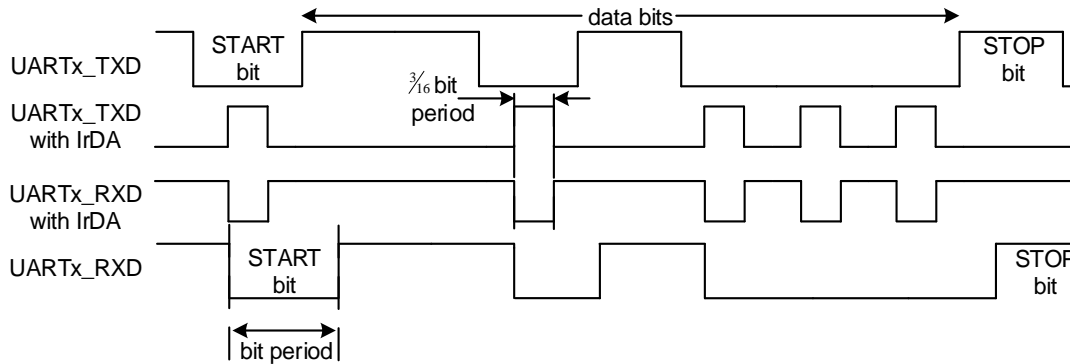 data bits
START
bit
STOP
bit
UARTx_TXD
3/16 bit
period
UARTx_TXD
with IrDA
UARTx_RXD
with IrDA
UARTx_RXD
START
bit
STOP
bit
bit period